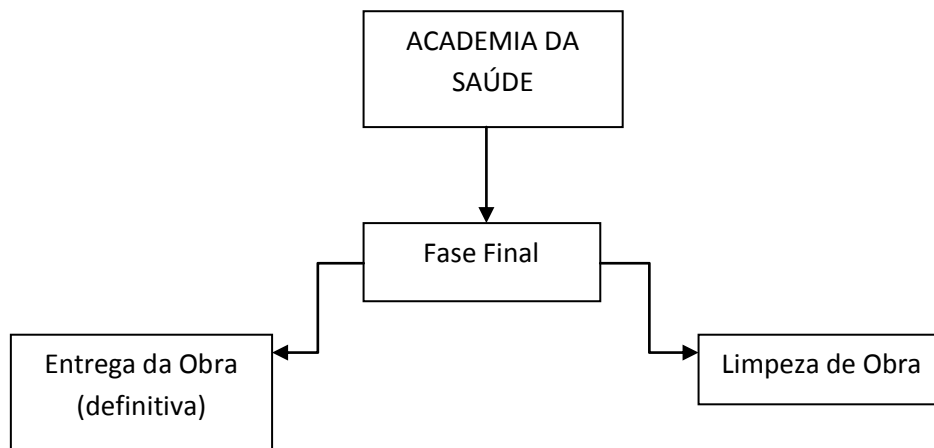 ACADEMIA DA
SAÚDE
Fase Final
Entrega da Obra
(definitiva)
Limpeza de Obra